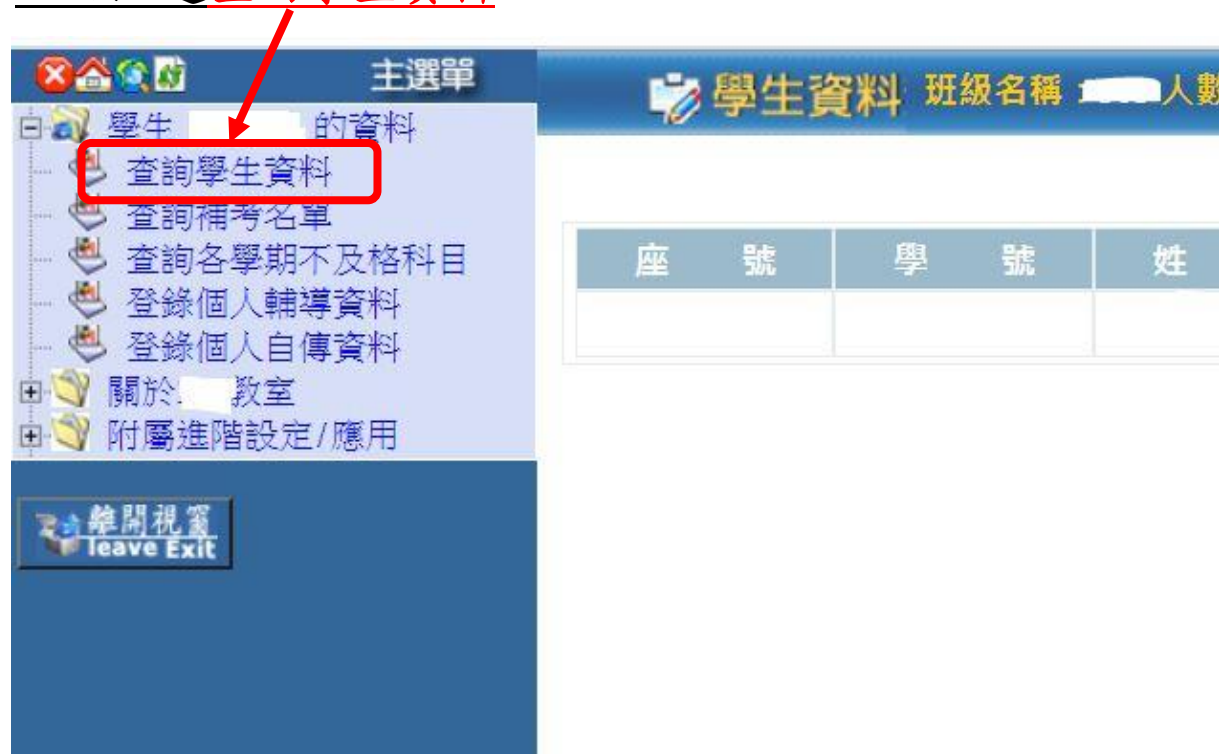 主選單
學生 的資料
查詢學生資料
查詢補考名單
查詢各學期不及格科目
登錄個人輔導資料
登錄個人自傳資料
關於 教室
附屬進階設定/應用
離開視窗
leave Exit
學生資料 班級名稱 人數
座 號 學 號 姓